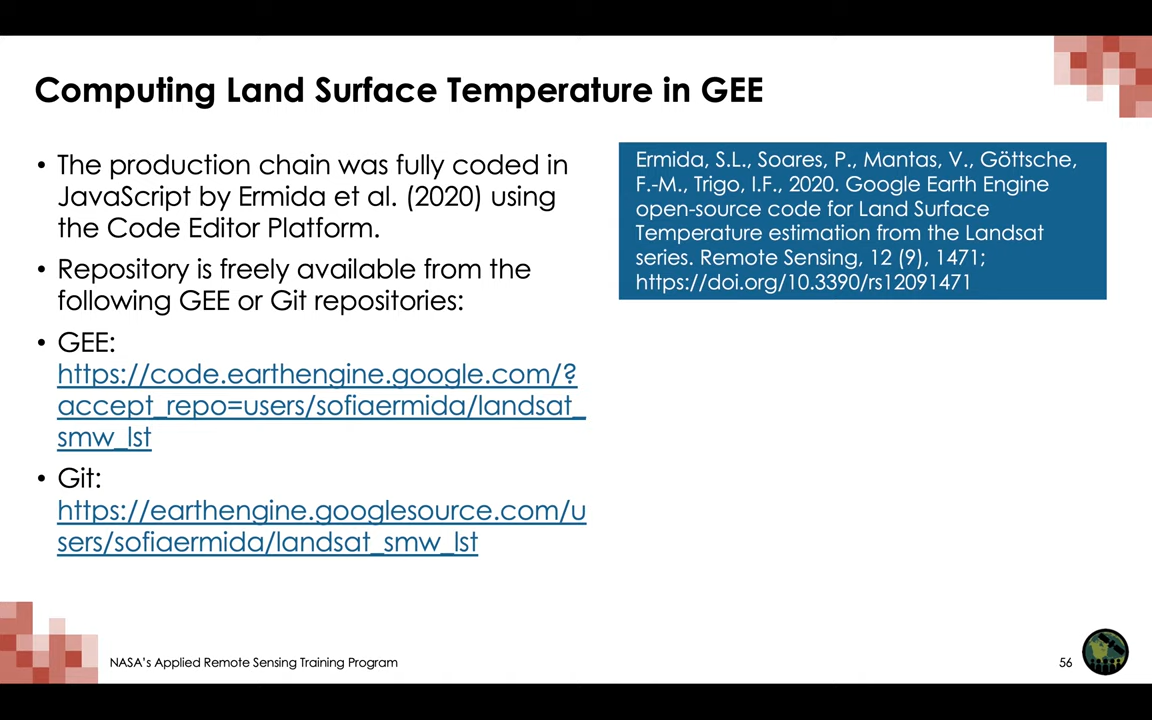 Computing Land Surface Temperature in GEE
• The production chain was fully coded in
JavaScript by Ermida et al. (2020) using
the Code Editor Platform.
• Repository is freely available from the
following GEE or Git repositories:
• GEE:
https://code.earthengine.google.com/?
accept_repo=users/sofiaermida/landsat_
smw_lst
• Git:
https://earthengine.googlesource.com/u
sers/sofiaermida/landsat_smw_lst
Ermida, S.L., Soares, P., Mantas, V., Göttsche,
F.-M., Trigo, I.F., 2020. Google Earth Engine
open-source code for Land Surface
Temperature estimation from the Landsat
series. Remote Sensing, 12 (9), 1471;
https://doi.org/10.3390/rs12091471
NASA's Applied Remote Sensing Training Program
56